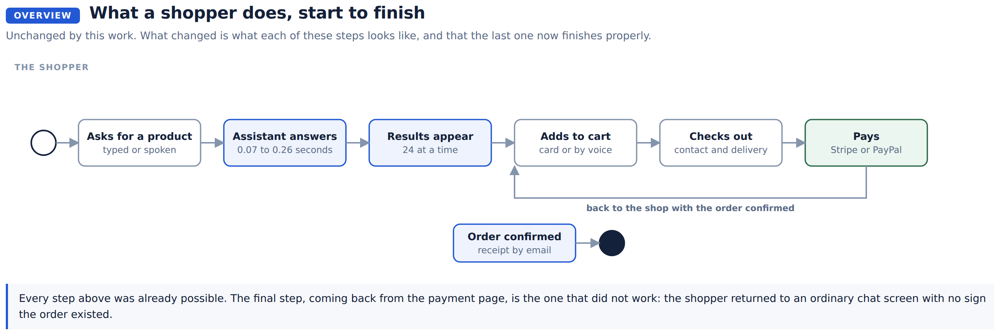 OVERVIEW What a shopper does, start to finish
Unchanged by this work. What changed is what each of these steps looks like, and that the last one now finishes properly.
THE SHOPPER
Asks for a product
typed or spoken
Assistant answers
0.07 to 0.26 seconds
Results appear
24 at a time
Adds to cart
card or by voice
Checks out
contact and delivery
Pays
Stripe or PayPal
back to the shop with the order confirmed
Order confirmed
receipt by email
Every step above was already possible. The final step, coming back from the payment page, is the one that did not work: the shopper returned to an ordinary chat screen with no sign
the order existed.